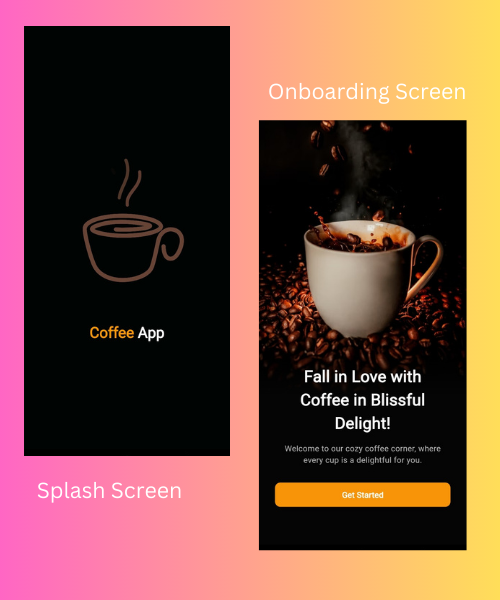 Coffee App
Splash Screen
Onboarding Screen
Fall in Love with
Coffee in Blissful
Delight!
Welcome to our cozy coffee corner, where
every cup is a delightful for you.
Get Started